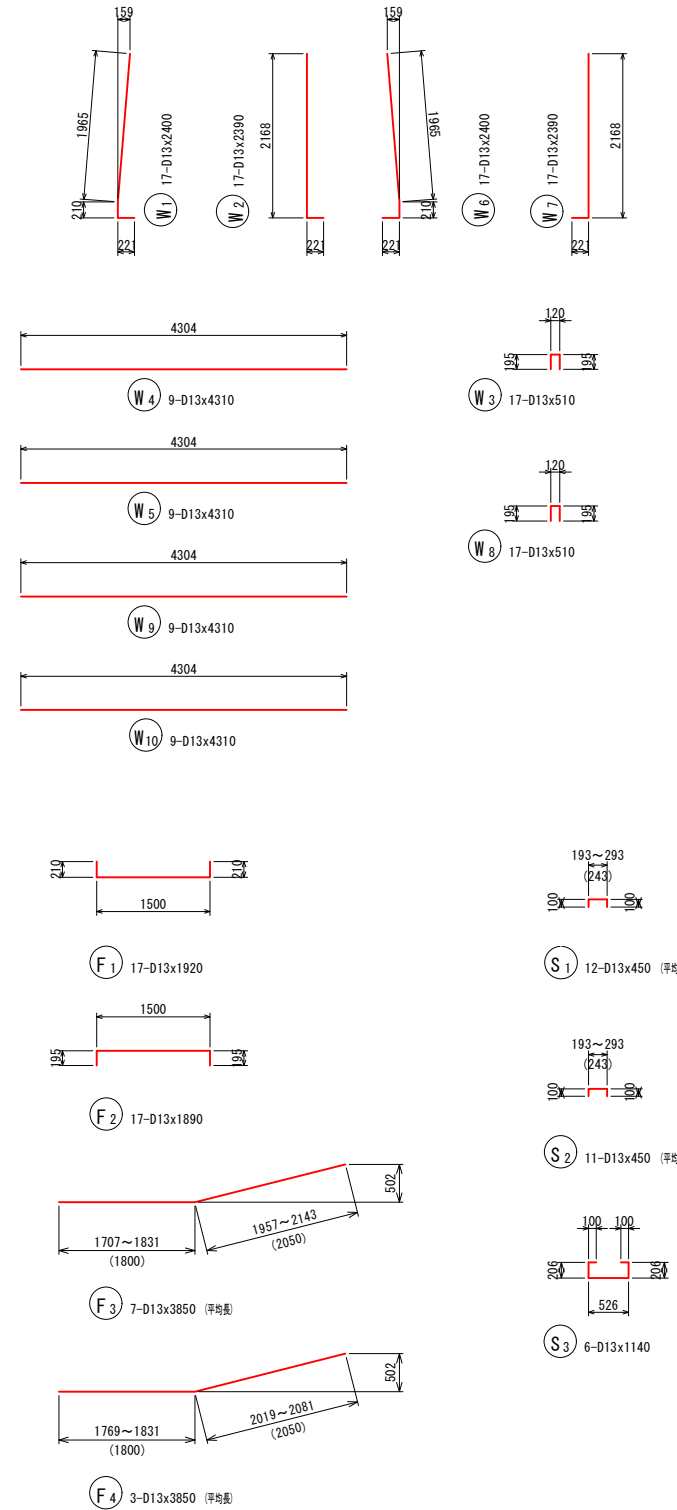 159
1965
210
221
W1 17-D13x2400
2168
221
W2 17-D13x2390
159
1965
210
221
W6 17-D13x2400
2168
221
W7 17-D13x2390
4304
W4 9-D13x4310
120
195 195
W3 17-D13x510
4304
W5 9-D13x4310
120
195 195
W8 17-D13x510
4304
W9 9-D13x4310
4304
W10 9-D13x4310
210 210
1500
F1 17-D13x1920
193～293
(243)
100 100
S1 12-D13x450 (平均
1500
195 195
F2 17-D13x1890
193～293
(243)
100 100
S2 11-D13x450 (平均
502
1707～1831
(1800)
1957～2143
(2050)
F3 7-D13x3850 (平均長)
100 100
206 206
526
S3 6-D13x1140
502
1769～1831
(1800)
2019～2081
(2050)
F4 3-D13x3850 (平均長)